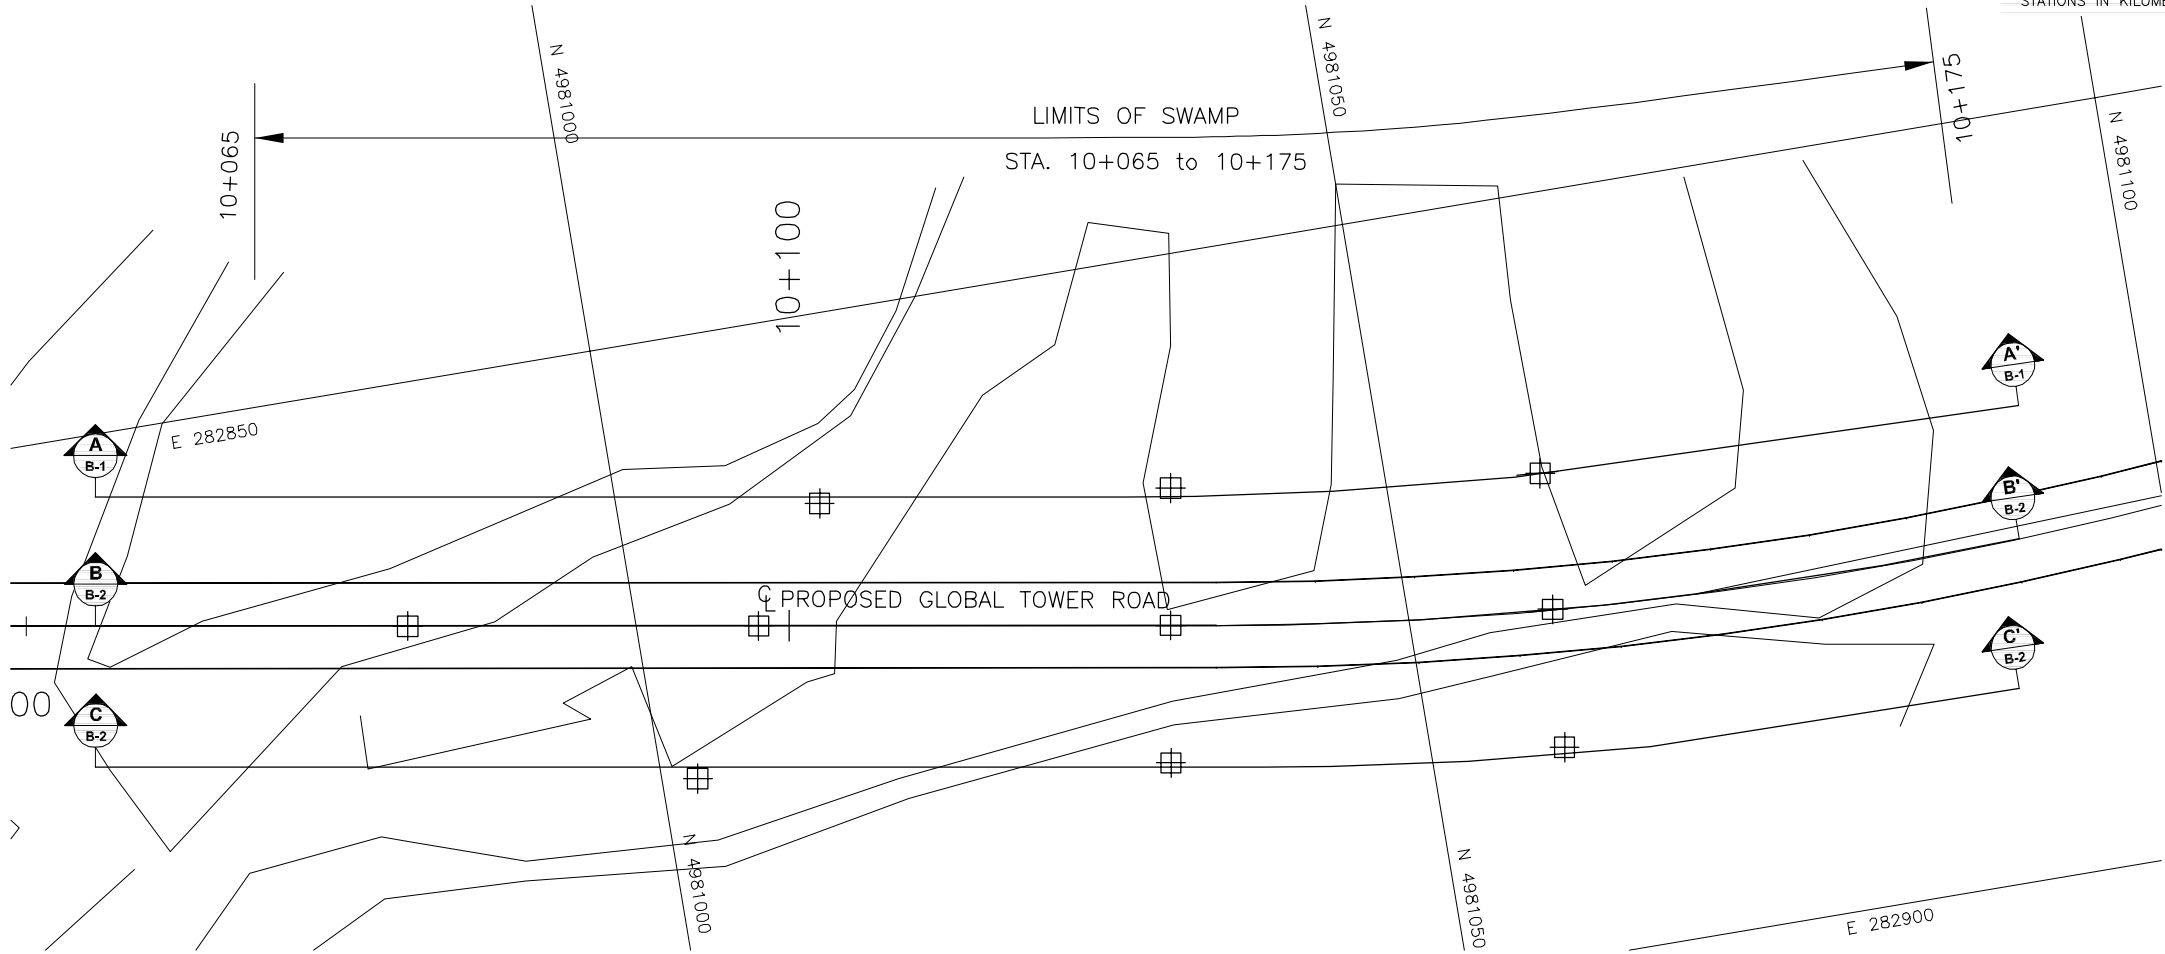 STATIONS IN
N 4981000
N 4981050
10+175
N 4981100
LIMITS OF SWAMP
STA. 10+065 to 10+175
10+065
10+100
E 282850
A
B-1
A'
B-1
B
B-2
B'
B-2
℄ PROPOSED GLOBAL TOWER ROAD
C
B-2
C'
B-2
00
N 4981000
N 4981050
E 282900